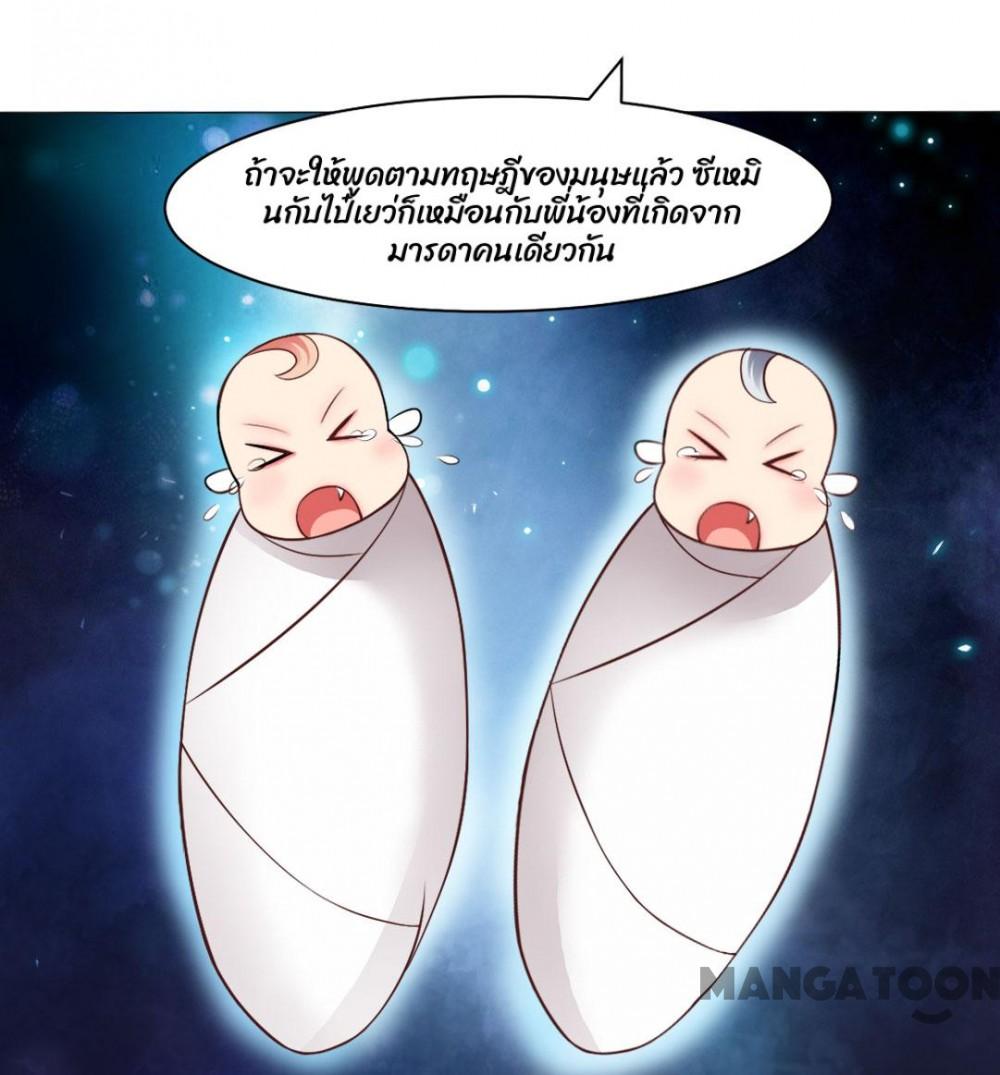 ถ้าจะให้พูดตามทฤษฎีของมนุษแล้ว ซีเหมิ
นกับไป๋เยว่ก็เหมือนกับพี่น้องที่เกิดจาก
มารดาคนเดียวกัน
MANGATOON